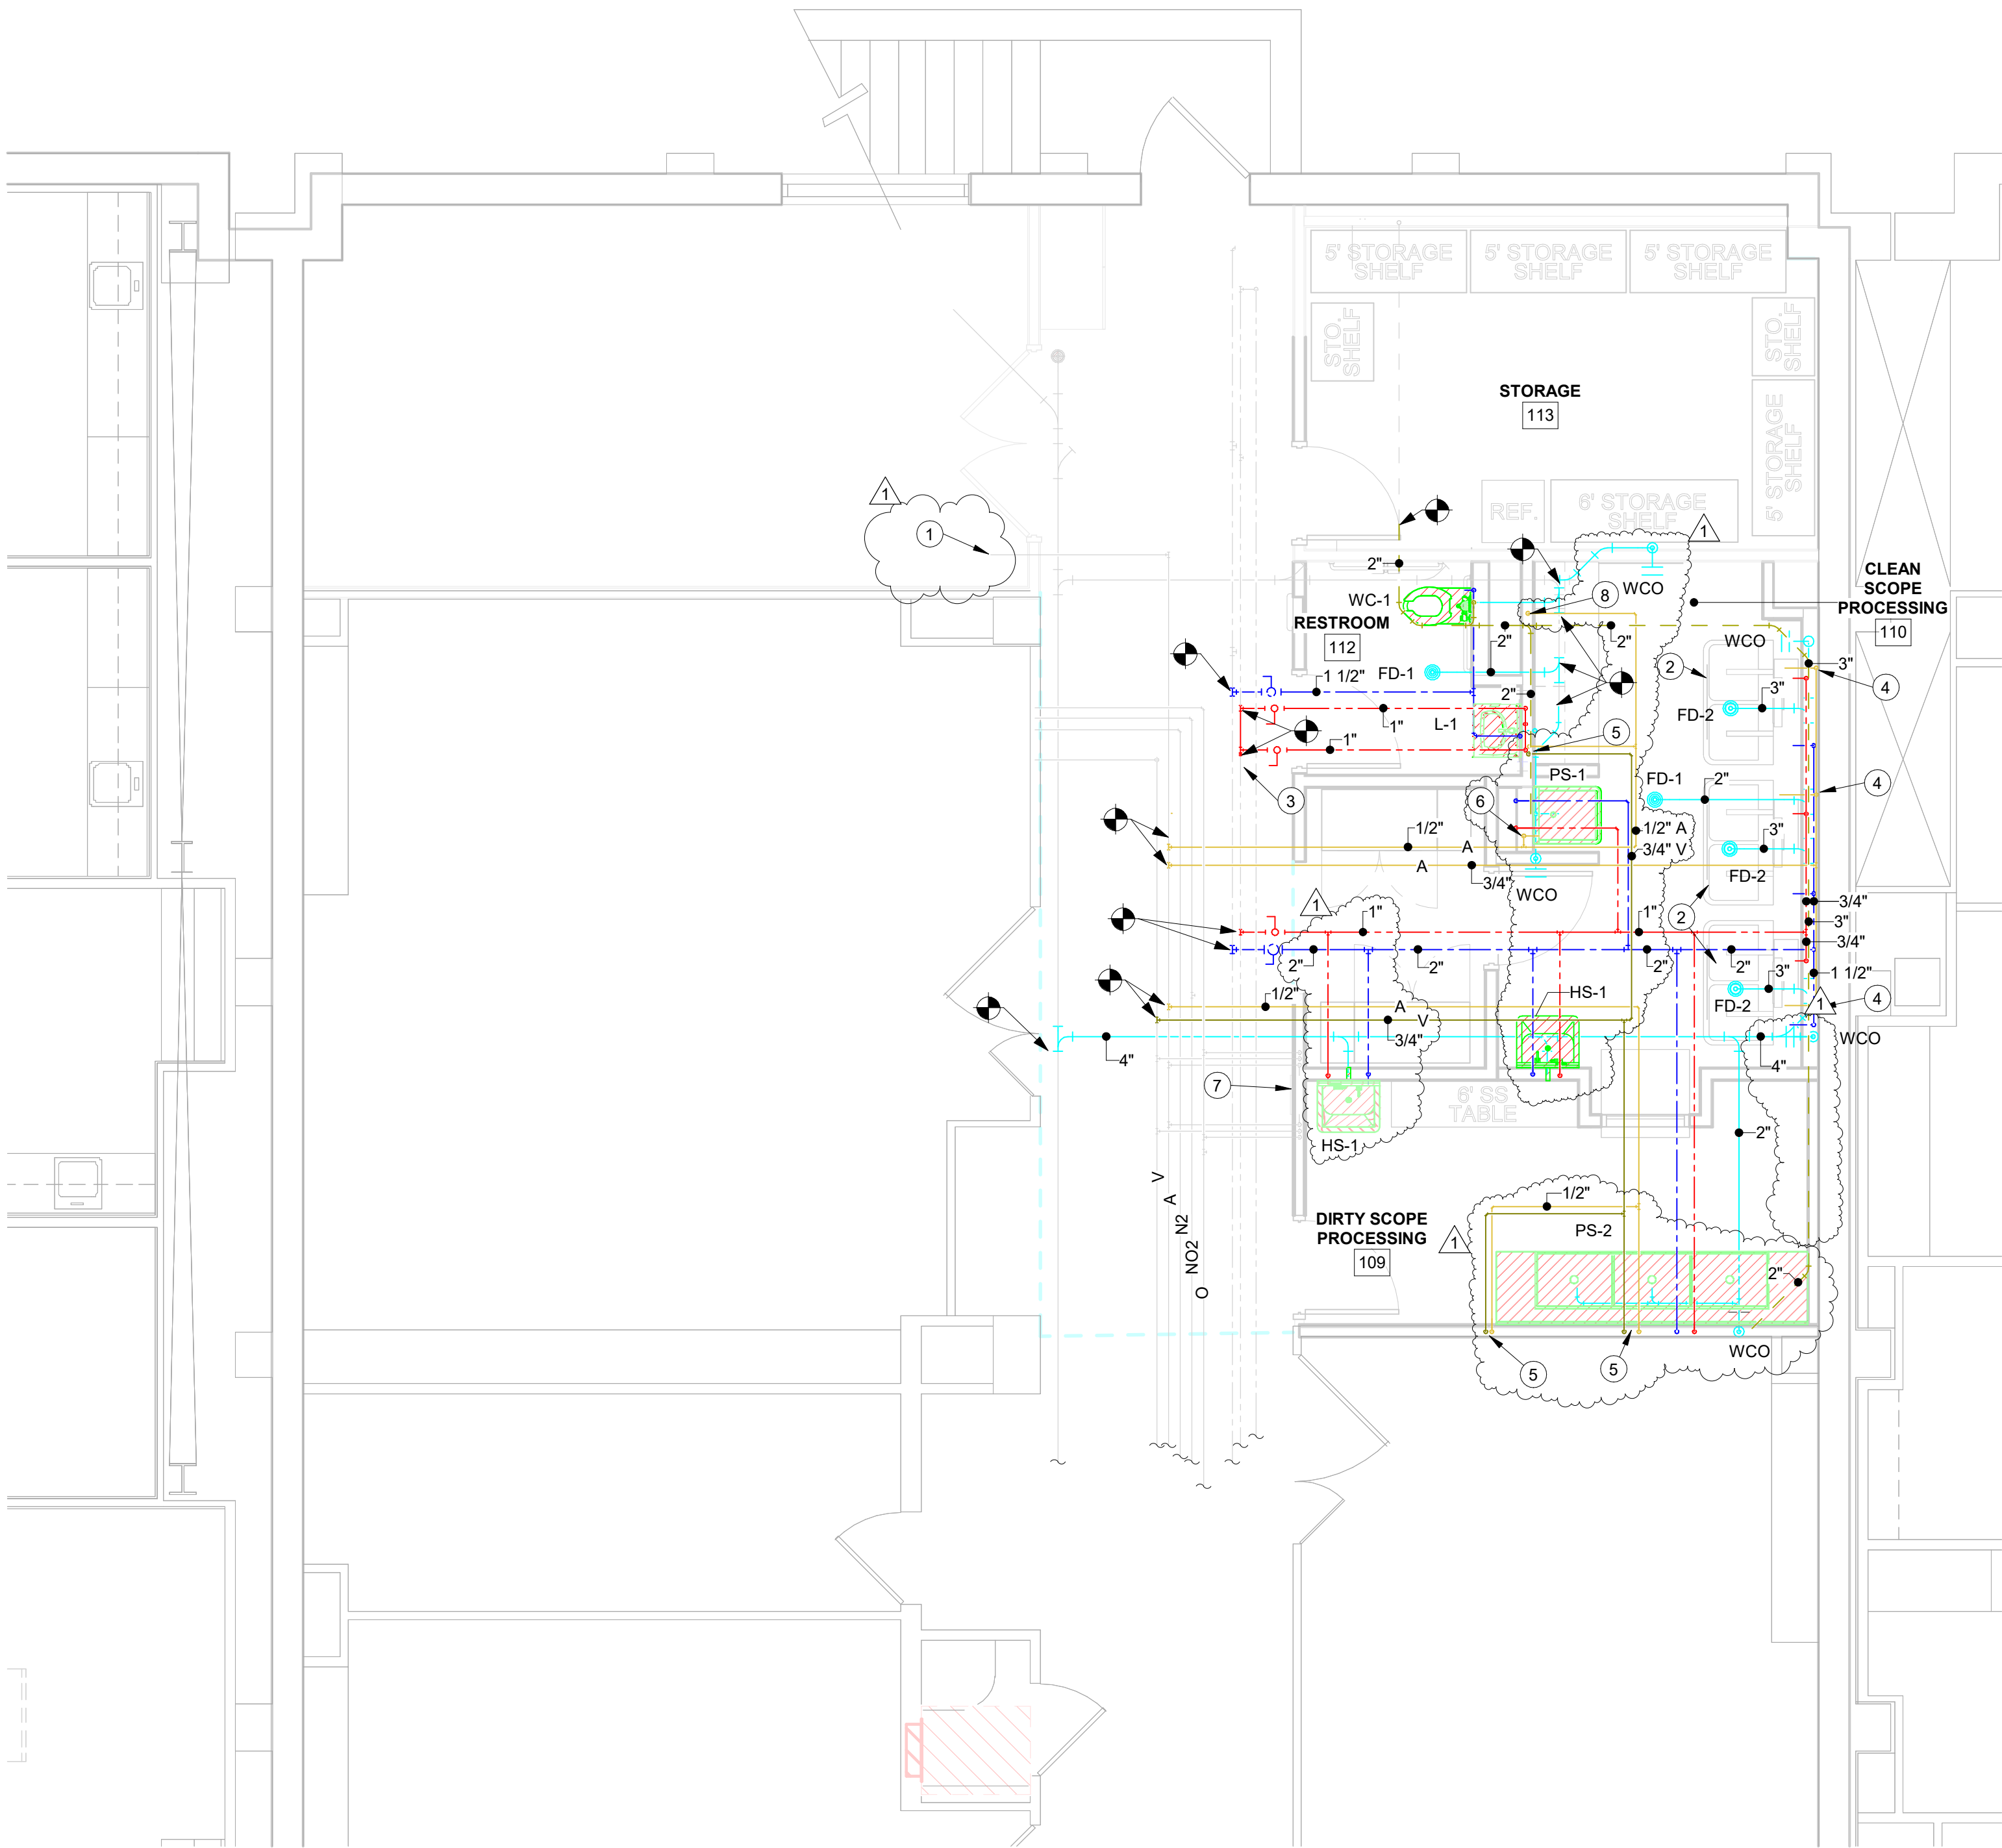 5' STORAGE
SHELF
5' STORAGE
SHELF
5' STORAGE
SHELF
STO.
SHELF
STO.
SHELF
STORAGE
113
5' STORAGE
SHELF
1
1
REF.
6' STORAGE
SHELF
1
2"
CLEAN
SCOPE
PROCESSING
110
WC-1
8
WCO
RESTROOM
112
2"
2"
WCO
3"
2
4
FD-1
1 1/2"
2"
3"
FD-2
L-1
1"
5
1"
3
PS-1
FD-1
2"
4
6
1/2"
A
1/2" A
3"
3/4" V
A
3/4"
FD-2
WCO
3/4"
1
1"
1"
2
3"
3/4"
2"
2"
2"
2"
3"
1 1/2"
1/2"
A
HS-1
FD-2
1
4
V
3/4"
4"
4"
WCO
7
6' SS
TABLE
2"
HS-1
V
A
N2
NO2
O
1/2"
DIRTY SCOPE
PROCESSING
109
PS-2
1
2"
WCO
5
5